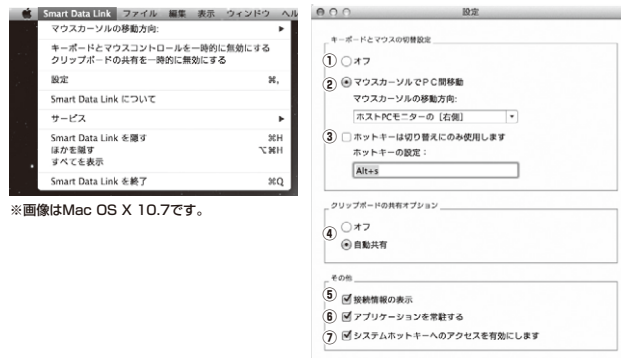 Smart Data Link ファイル 編集 表示 ウィンドウ ヘル
マウスカーソルの移動方向: ▶
キーボードとマウスコントロールを一時的に無効にする
クリップボードの共有を一時的に無効にする
設定 ⌘,
Smart Data Link について
サービス ▶
Smart Data Link を隠す ⌘H
ほかを隠す ⌥⌘H
すべてを表示
Smart Data Link を終了 ⌘Q
※画像はMac OS X 10.7です。
設定
キーボードとマウスの切替設定
① オフ
② マウスカーソルでPC間移動
マウスカーソルの移動方向:
ホストPCモニターの [右側]
③ ホットキーは切り替えにのみ使用します
ホットキーの設定:
Alt+s
クリップボードの共有オプション
④ オフ
自動共有
その他
⑤ 接続情報の表示
⑥ アプリケーションを常駐する
⑦ システムホットキーへのアクセスを有効にします